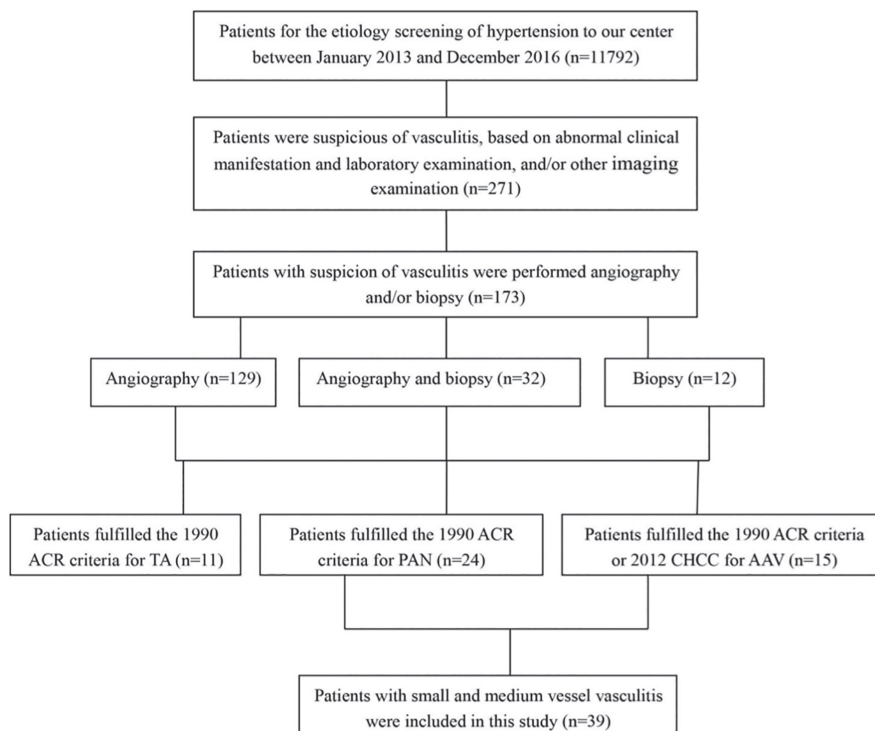 Patients for the etiology screening of hypertension to our center
between January 2013 and December 2016 (n=11792)
Patients were suspicious of vasculitis, based on abnormal clinical
manifestation and laboratory examination, and/or other imaging
examination (n=271)
Patients with suspicion of vasculitis were performed angiography
and/or biopsy (n=173)
Angiography (n=129)
Angiography and biopsy (n=32)
Biopsy (n=12)
Patients fulfilled the 1990
ACR criteria for TA (n=11)
Patients fulfilled the 1990 ACR
criteria for PAN (n=24)
Patients fulfilled the 1990 ACR criteria
or 2012 CHCC for AAV (n=15)
Patients with small and medium vessel vasculitis
were included in this study (n=39)